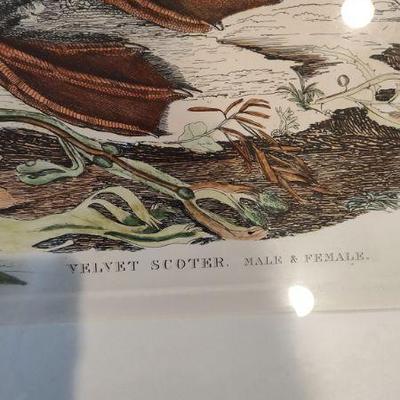 VELVET SCOTER. MALE & FEMALE.